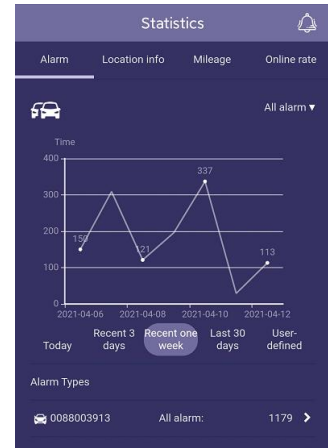 Statistics
Alarm Location info Mileage Online rate
All alarm ▼
Time
400
337
300
200
150
121
113
100
0
2021-04-06 2021-04-08 2021-04-10 2021-04-12
Today Recent 3 days Recent one week Last 30 days User-defined
Alarm Types
0088003913 All alarm: 1179 >